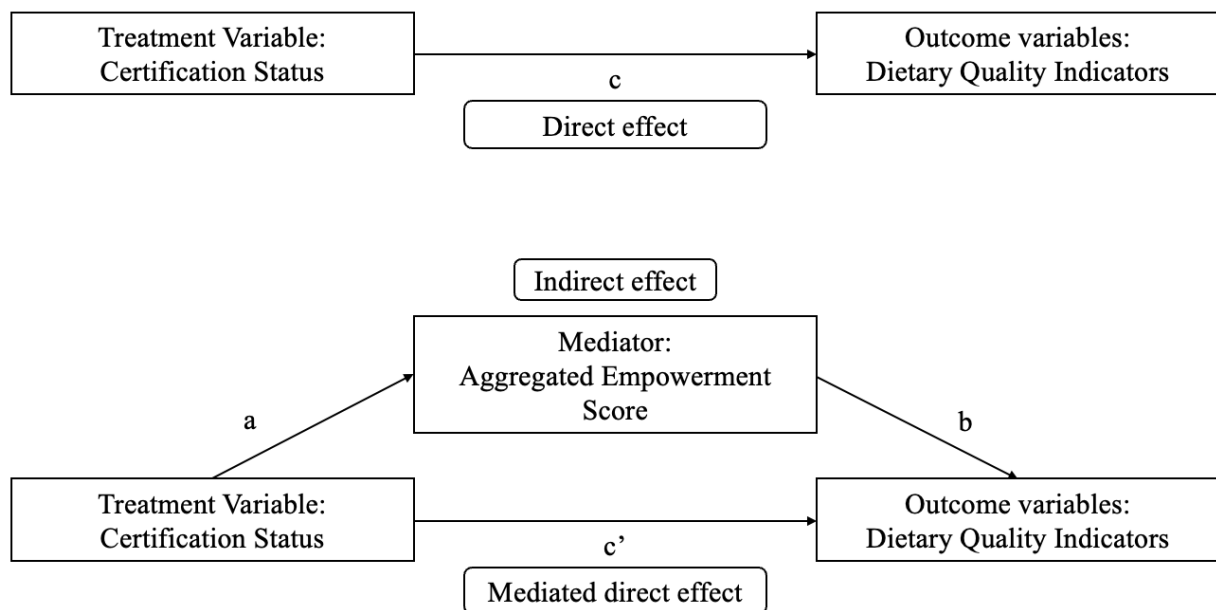 Treatment Variable:
Certification Status
Outcome variables:
Dietary Quality Indicators
c
Direct effect
Indirect effect
Mediator:
Aggregated Empowerment
Score
a
b
Treatment Variable:
Certification Status
Outcome variables:
Dietary Quality Indicators
c’
Mediated direct effect